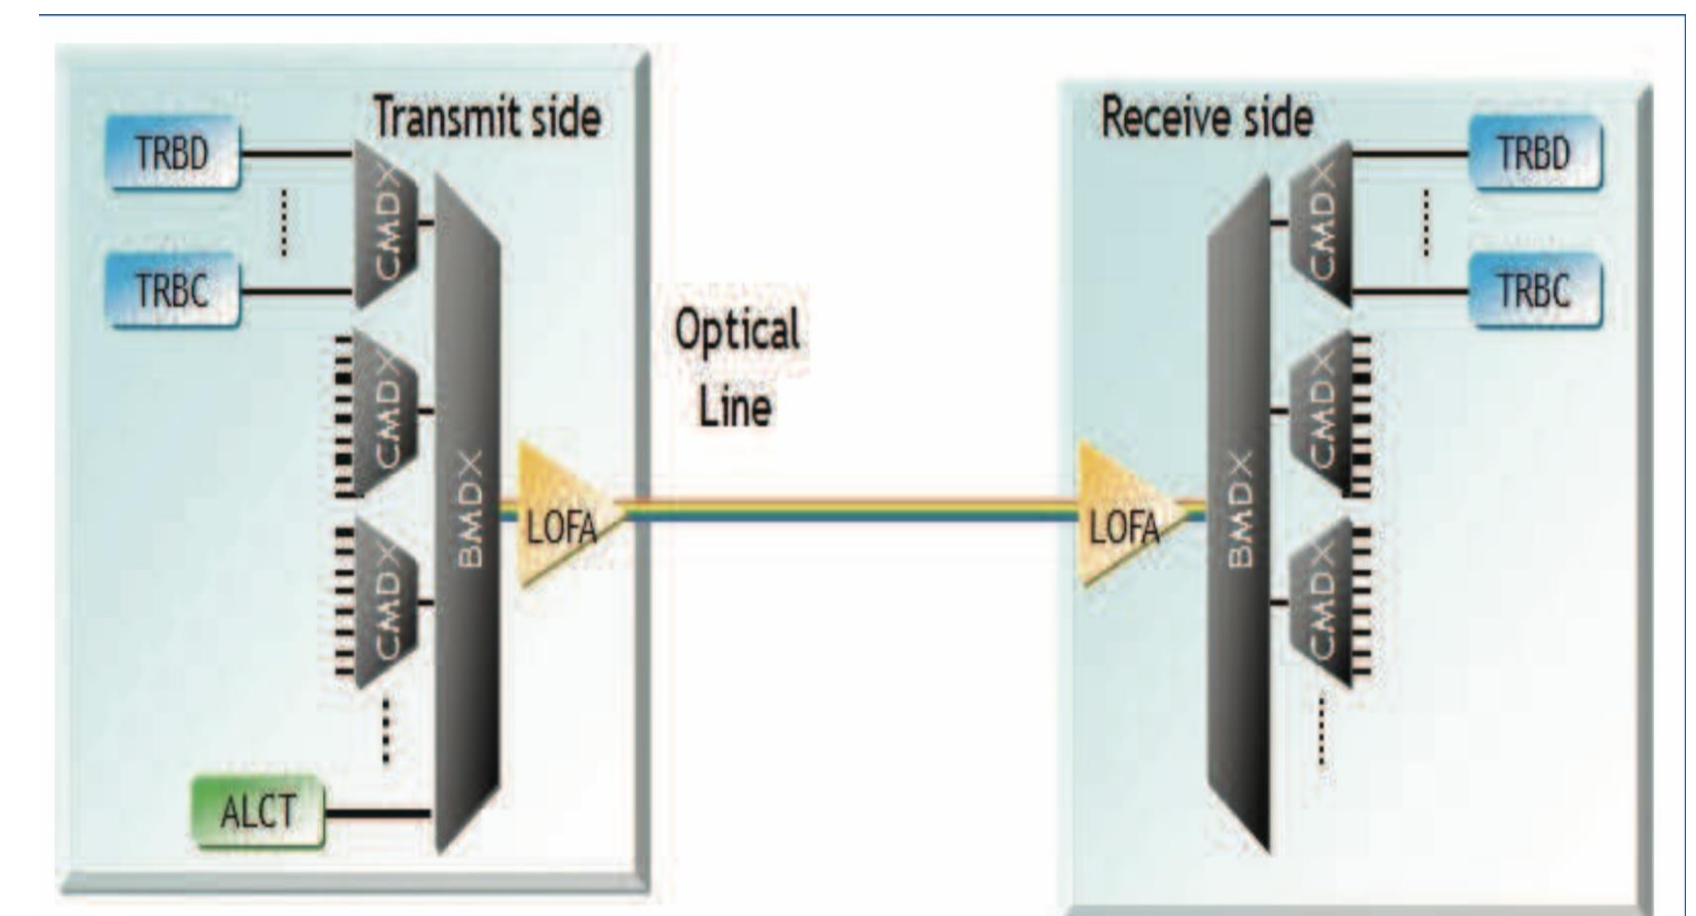 Transmit side
TRBD
CMDX
TRBC
CMDX
CMDX
BMDX
LOFA
ALCT
Optical
Line
Receive side
TRBD
CMDX
TRBC
CMDX
CMDX
BMDX
LOFA